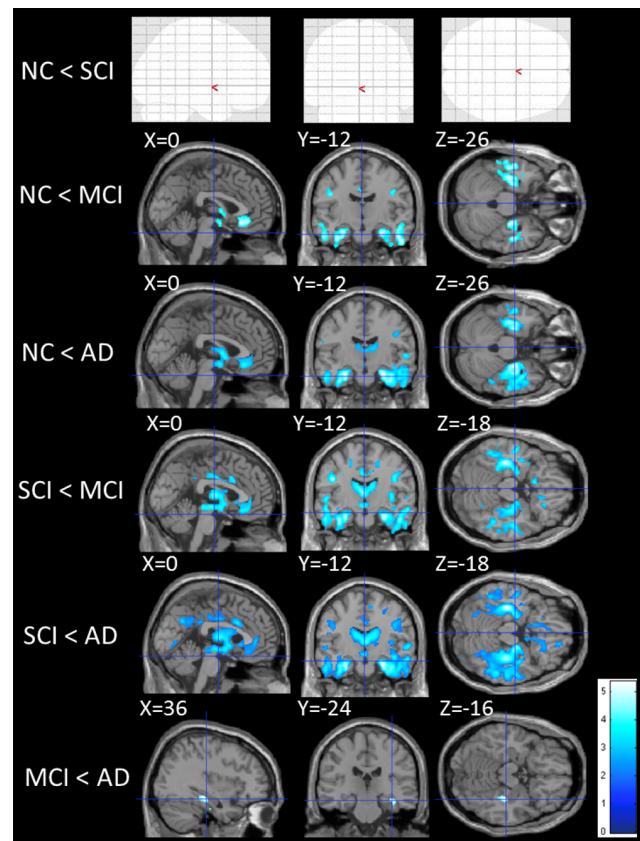 NC < SCI
<
<
<
X=0 Y=-12 Z=-26
NC < MCI
X=0 Y=-12 Z=-26
NC < AD
X=0 Y=-12 Z=-18
SCI < MCI
X=0 Y=-12 Z=-18
SCI < AD
X=36 Y=-24 Z=-16
MCI < AD
5
4
3
2
1
0